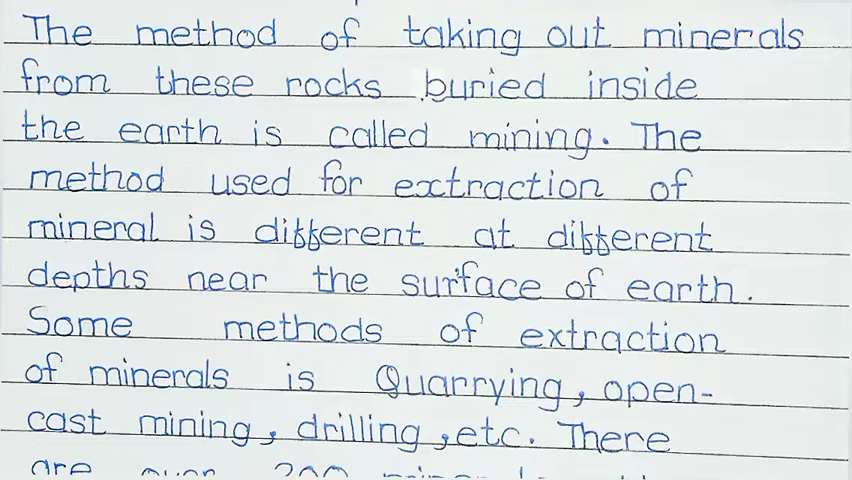 The method of taking out minerals
from these rocks buried inside
the earth is called mining. The
method used for extraction of
mineral is different at different
depths near the surface of earth.
Some methods of extraction
of minerals is Quarrying, open-
cast mining, drilling, etc. There
are